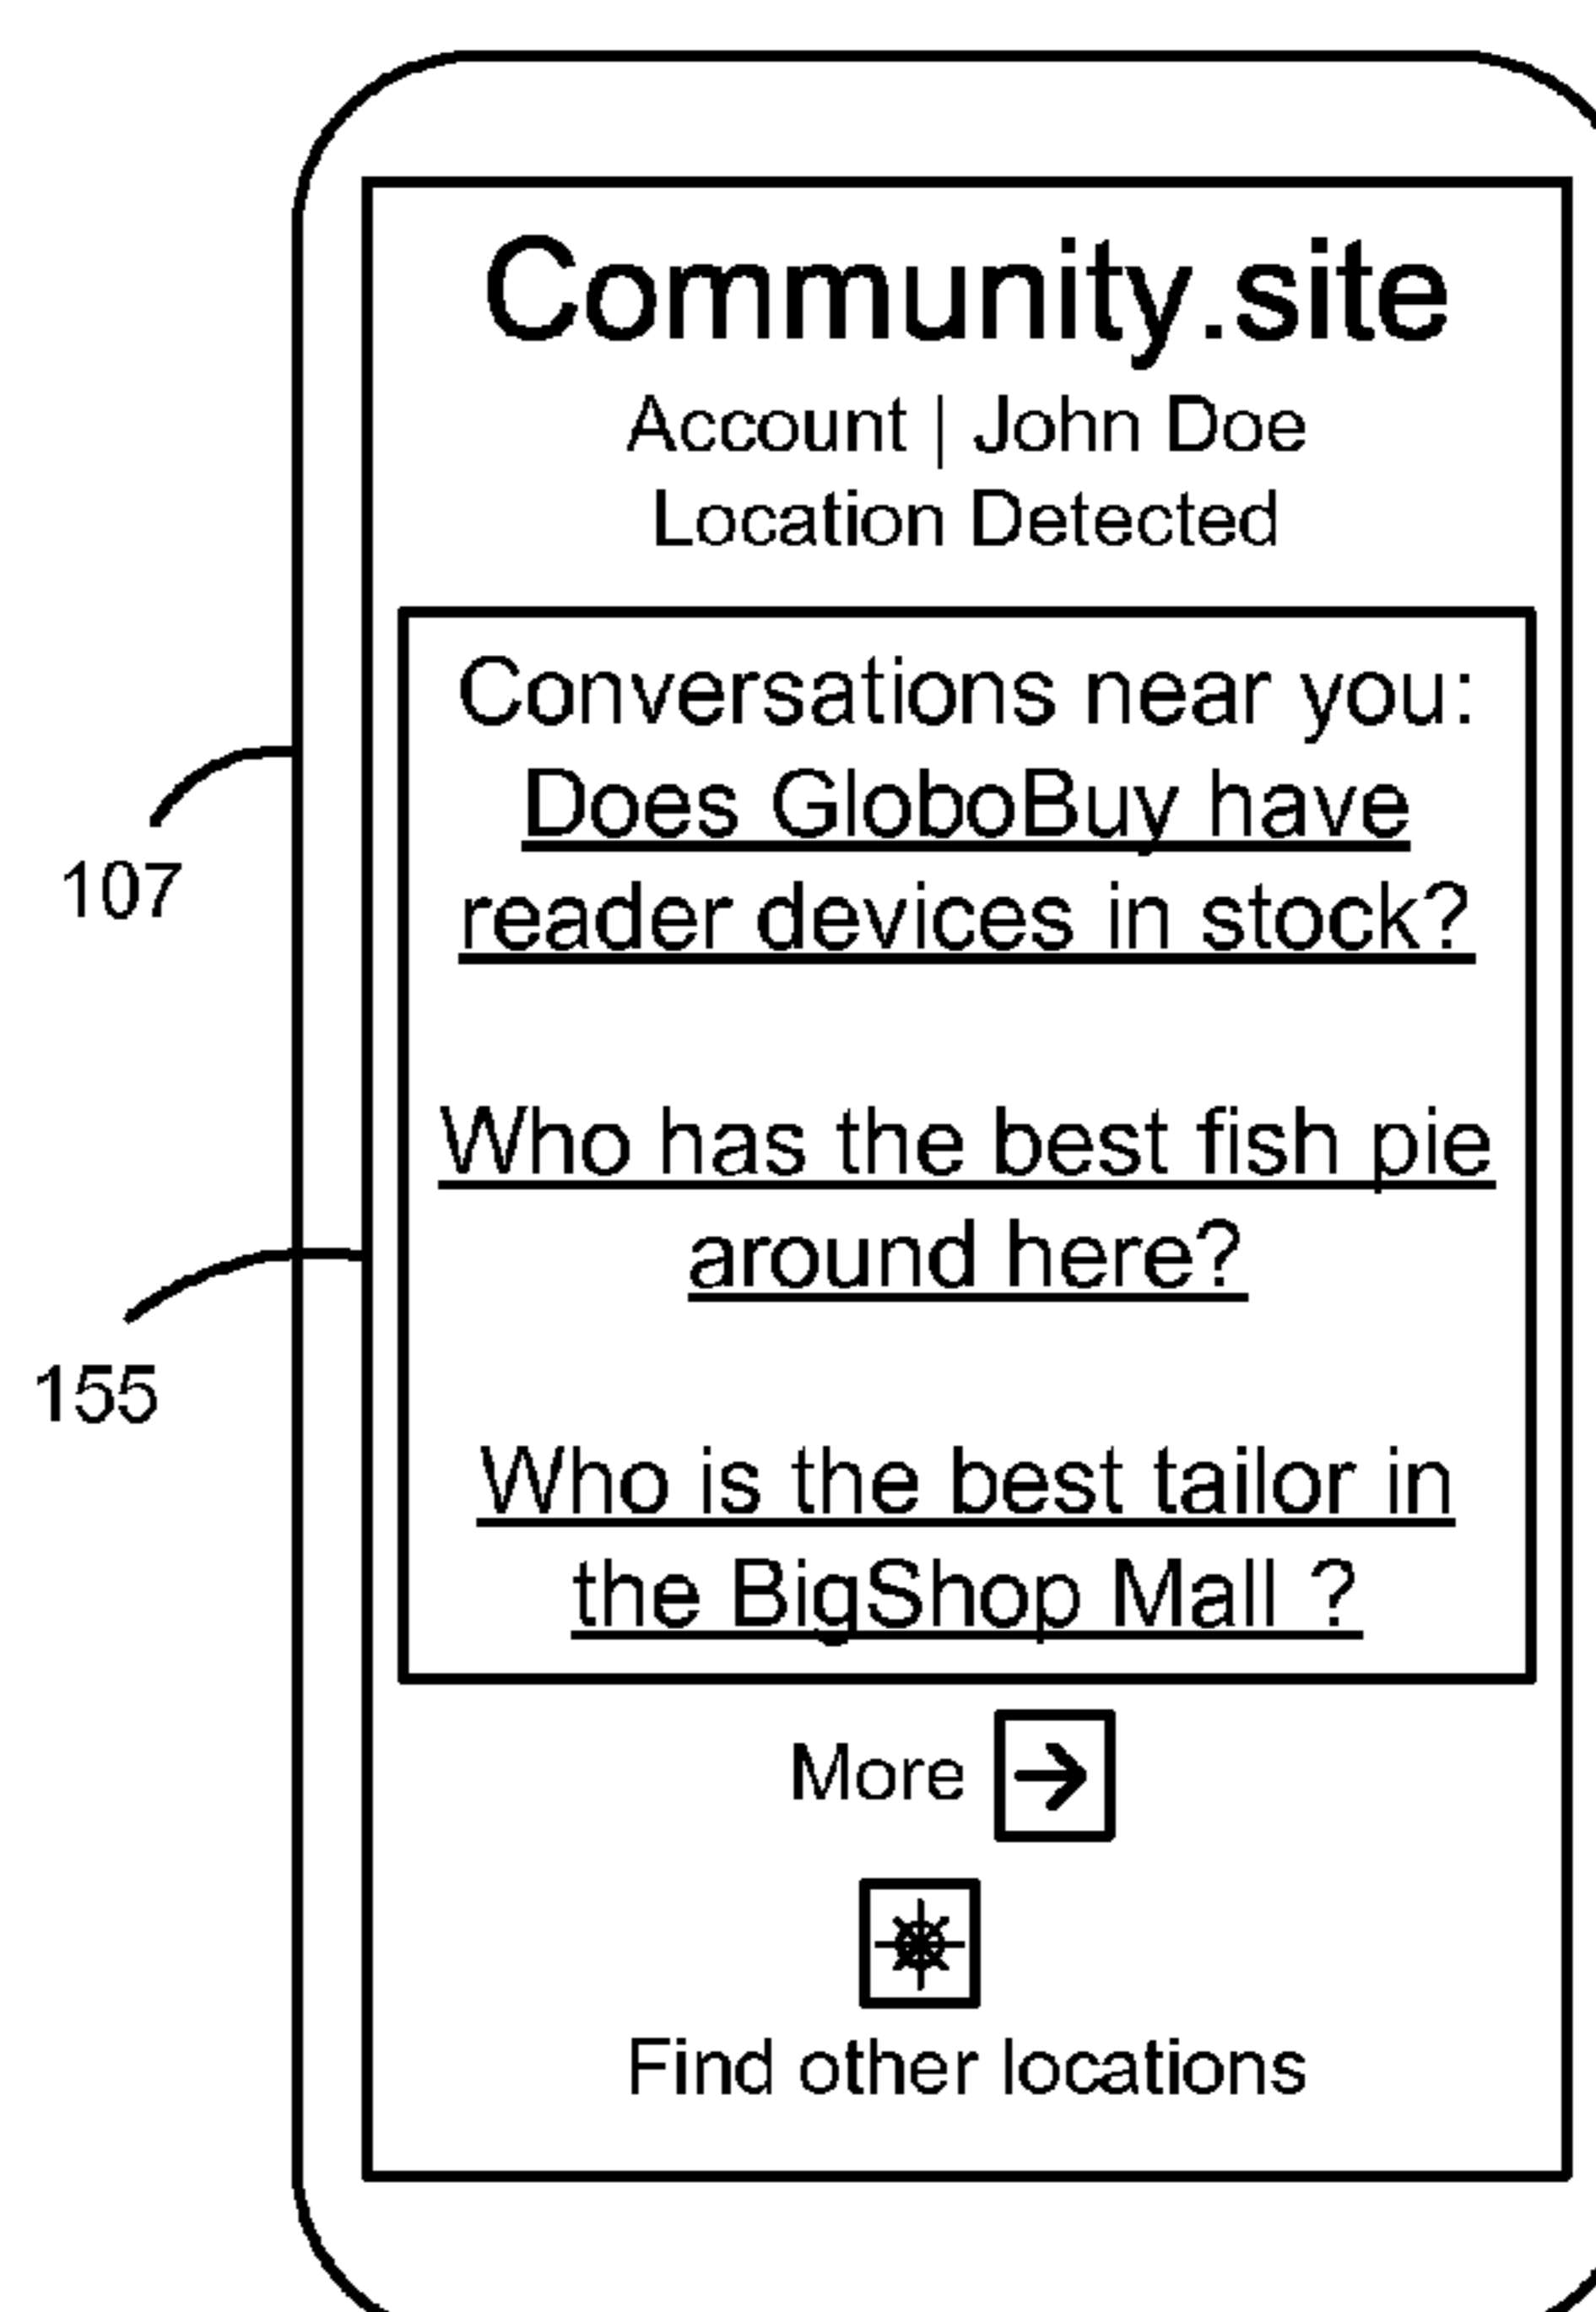 Community.site
Account | John Doe
Location Detected
Conversations near you:
Does GloboBuy have
reader devices in stock?
107
Who has the best fish pie
around here?
155
Who is the best tailor in
the BigShop Mall ?
More
Find other locations